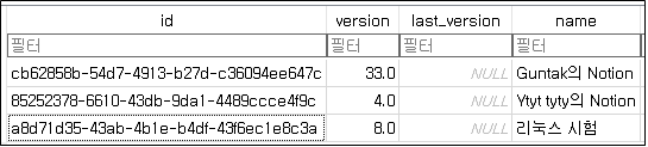 id version last_version name
필터 필터 필터 필터
cb62858b-54d7-4913-b27d-c36094ee647c 33.0 NULL Guntak의 Notion
85252378-6610-43db-9da1-4489ccce4f9c 4.0 NULL Ytyt tyty의 Notion
a8d71d35-43ab-4b1e-b4df-43f6ec1e8c3a 8.0 NULL 리눅스 시험